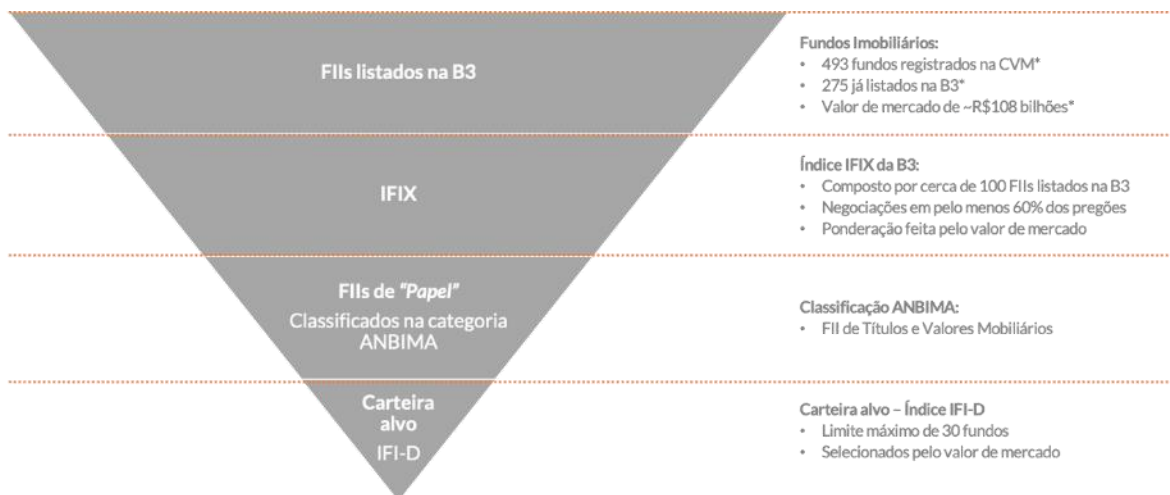 FIIs listados na B3
Fundos Imobiliários:
• 493 fundos registrados na CVM*
• 275 já listados na B3*
• Valor de mercado de ~R$108 bilhões*
IFIX
Índice IFIX da B3:
• Composto por cerca de 100 FIIs listados na B3
• Negociações em pelo menos 60% dos pregões
• Ponderação feita pelo valor de mercado
FIIs de "Papel"
Classificados na categoria
ANBIMA
Classificação ANBIMA:
• FII de Títulos e Valores Mobiliários
Carteira
alvo
IFI-D
Carteira alvo – Índice IFI-D
• Limite máximo de 30 fundos
• Selecionados pelo valor de mercado